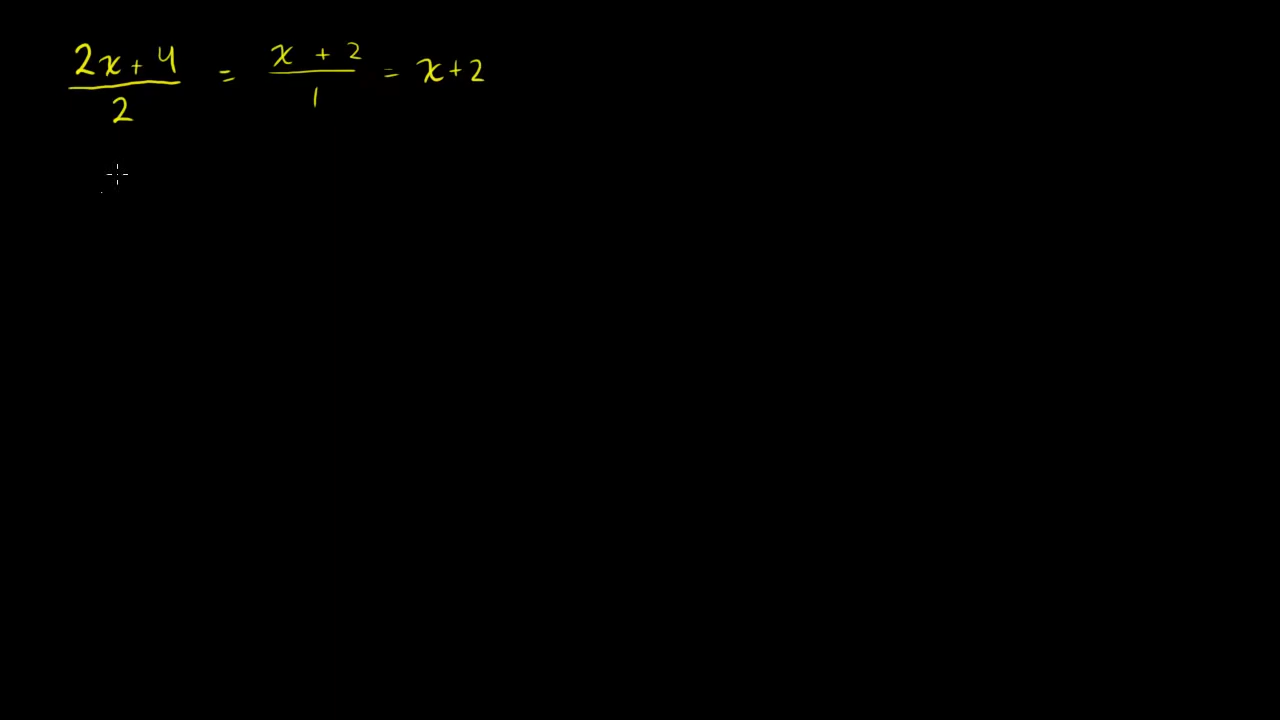 2x+4/2 = x + 2/1 = x+2